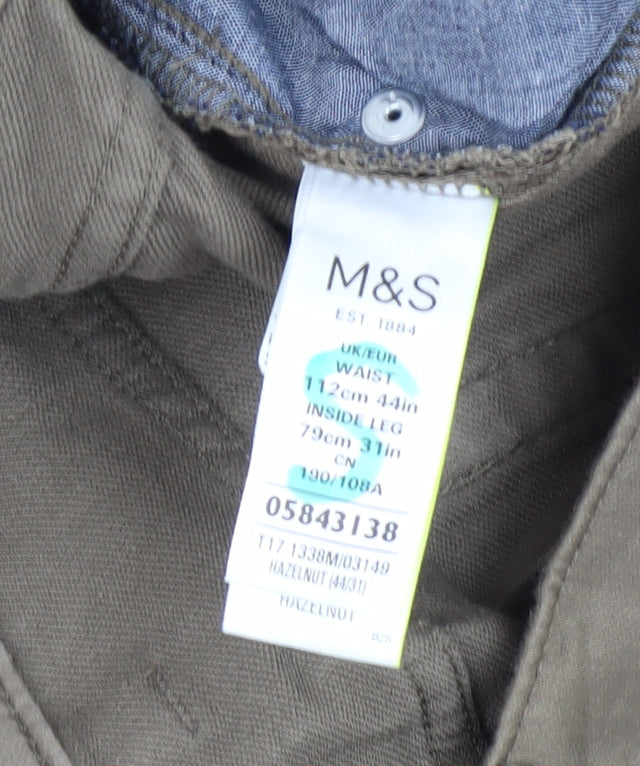 M&S
EST. 1884
UK/EUR
WAIST
112cm 44in
INSIDE LEG
79cm 31in
CN
190/108A
S
05843138
T17 1338M/03149
HAZELNUT (44/31)
HAZELNUT